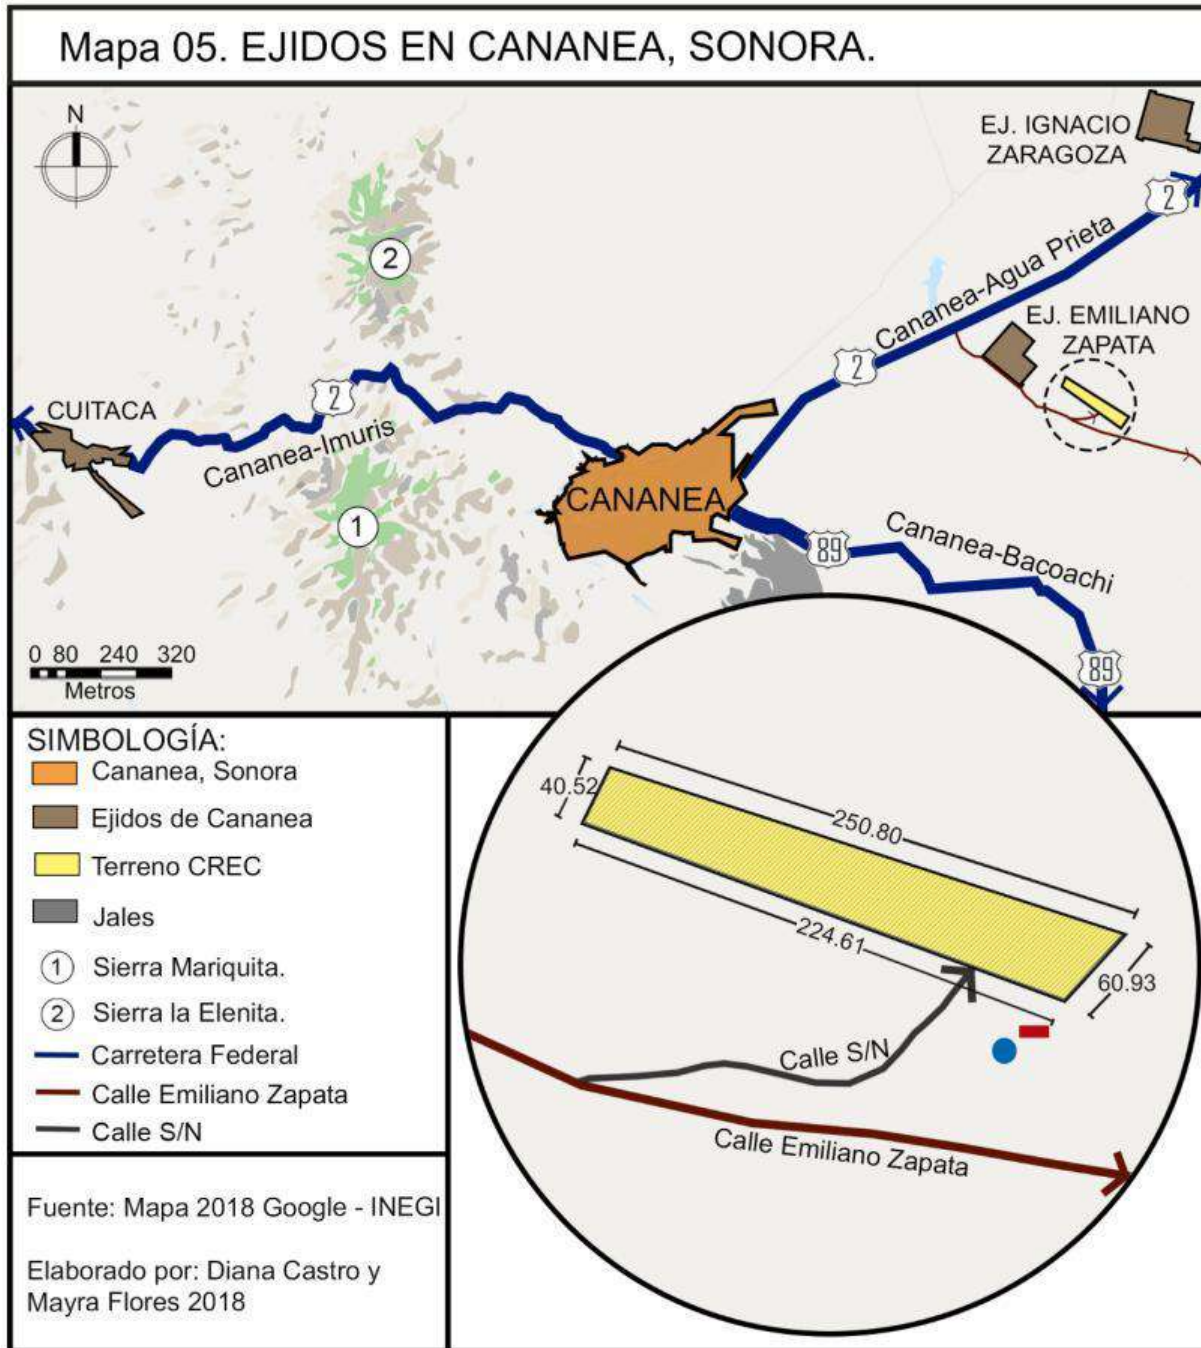 Mapa 05. EJIDOS EN CANANEA, SONORA.
N
EJ. IGNACIO
ZARAGOZA
2
2
Cananea-Agua Prieta
EJ. EMILIANO
ZAPATA
2
2
CUITACA
Cananea-Imuris
CANANEA
1
89
Cananea-Bacoachi
89
0 80 240 320
Metros
SIMBOLOGÍA:
Cananea, Sonora
Ejidos de Cananea
Terreno CREC
Jales
1 Sierra Mariquita.
2 Sierra la Elenita.
Carretera Federal
Calle Emiliano Zapata
Calle S/N
Fuente: Mapa 2018 Google - INEGI
Elaborado por: Diana Castro y
Mayra Flores 2018
40.52
250.80
224.61
60.93
Calle S/N
Calle Emiliano Zapata